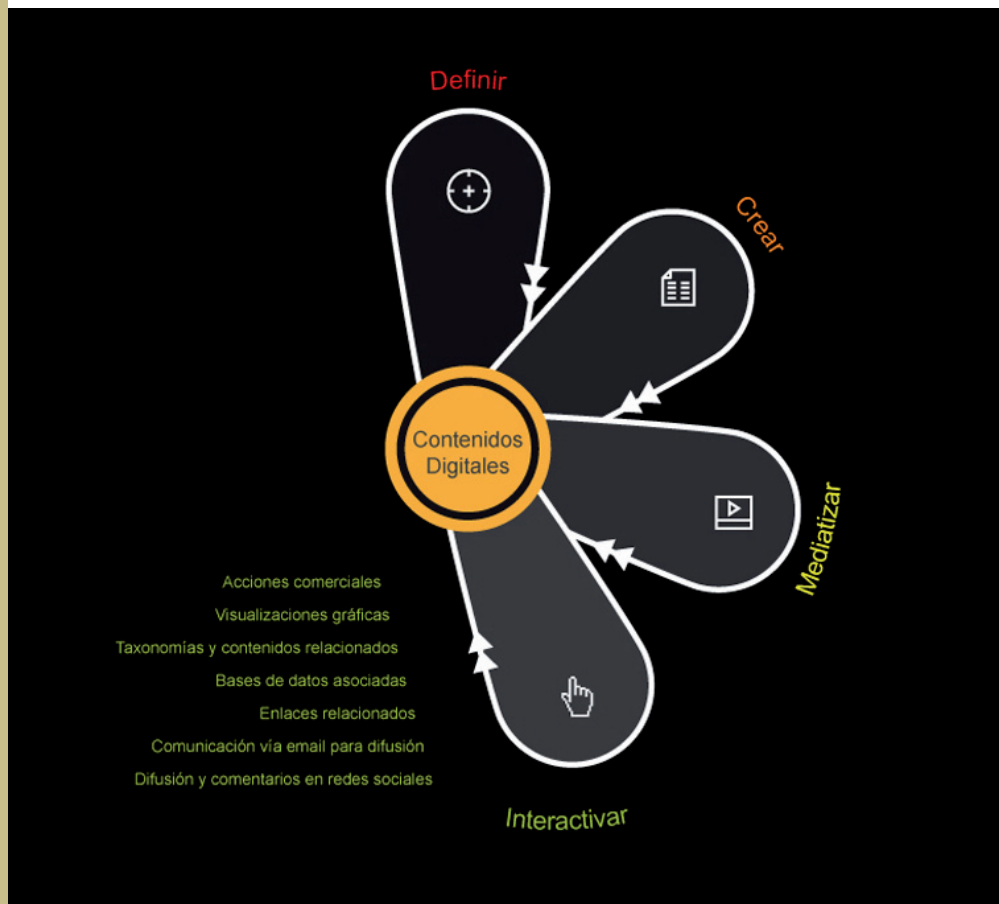 Definir
Crear
Contenidos
Digitales
Mediatizar
Acciones comerciales
Visualizaciones gráficas
Taxonomías y contenidos relacionados
Bases de datos asociadas
Enlaces relacionados
Comunicación vía email para difusión
Difusión y comentarios en redes sociales
Interactivar